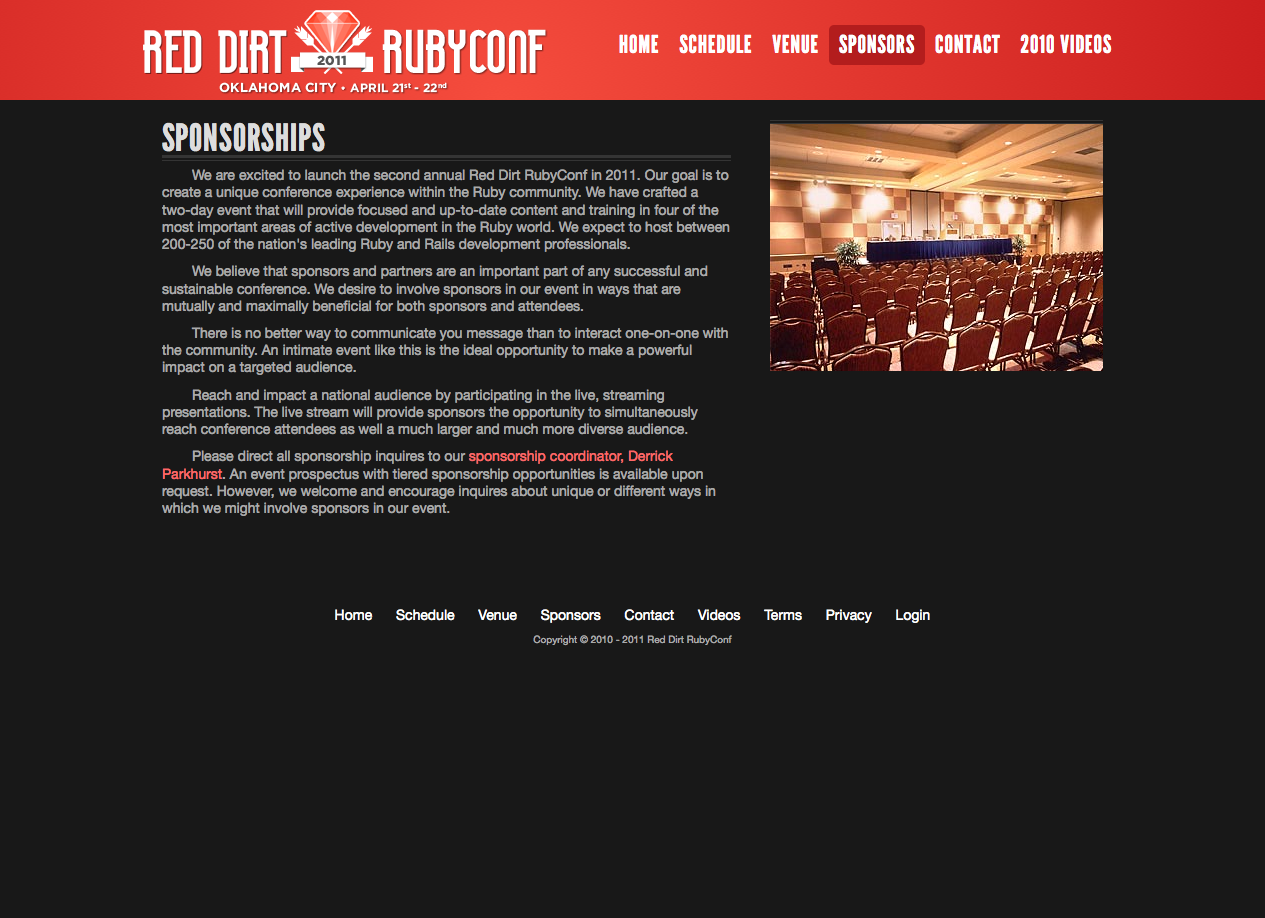 RED DIRT RUBYCONF
2011
OKLAHOMA CITY • APRIL 21st - 22nd
HOME SCHEDULE VENUE SPONSORS CONTACT 2010 VIDEOS
SPONSORSHIPS
We are excited to launch the second annual Red Dirt RubyConf in 2011. Our goal is to
create a unique conference experience within the Ruby community. We have crafted a
two-day event that will provide focused and up-to-date content and training in four of the
most important areas of active development in the Ruby world. We expect to host between
200-250 of the nation's leading Ruby and Rails development professionals.
We believe that sponsors and partners are an important part of any successful and
sustainable conference. We desire to involve sponsors in our event in ways that are
mutually and maximally beneficial for both sponsors and attendees.
There is no better way to communicate you message than to interact one-on-one with
the community. An intimate event like this is the ideal opportunity to make a powerful
impact on a targeted audience.
Reach and impact a national audience by participating in the live, streaming
presentations. The live stream will provide sponsors the opportunity to simultaneously
reach conference attendees as well a much larger and much more diverse audience.
Please direct all sponsorship inquires to our sponsorship coordinator, Derrick
Parkhurst. An event prospectus with tiered sponsorship opportunities is available upon
request. However, we welcome and encourage inquires about unique or different ways in
which we might involve sponsors in our event.
Home Schedule Venue Sponsors Contact Videos Terms Privacy Login
Copyright © 2010 - 2011 Red Dirt RubyConf